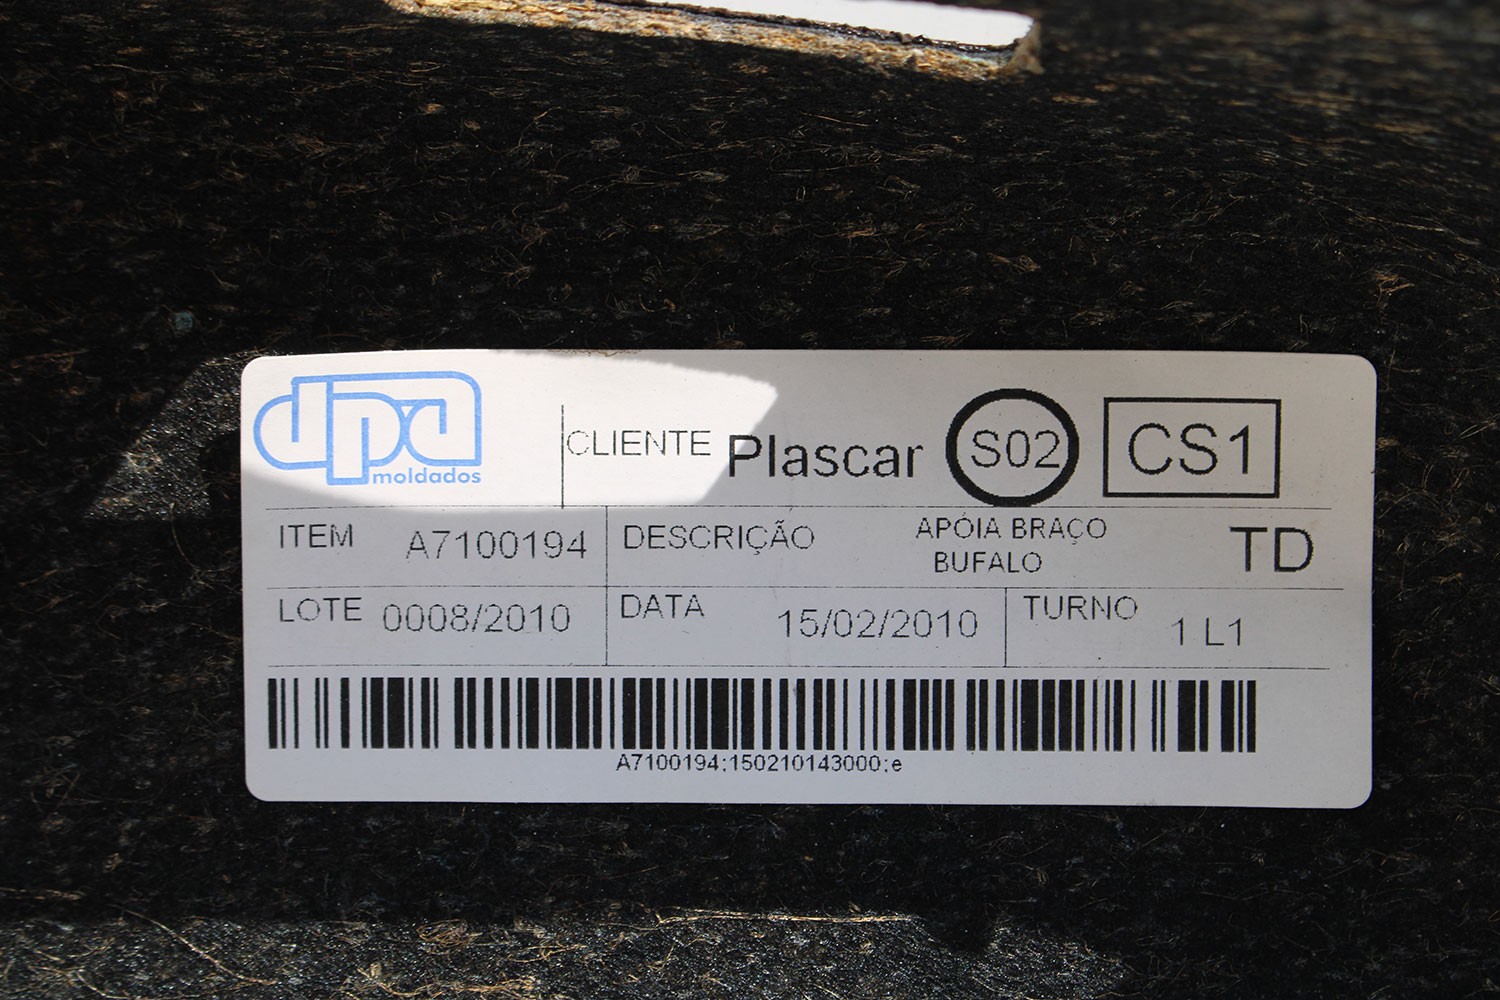 dpa
moldados
CLIENTE Plascar S02 CS1
ITEM A7100194 DESCRIÇÃO APÓIA BRAÇO
BUFALO TD
LOTE 0008/2010 DATA 15/02/2010 TURNO 1 L1
A7100194;150210143000;e